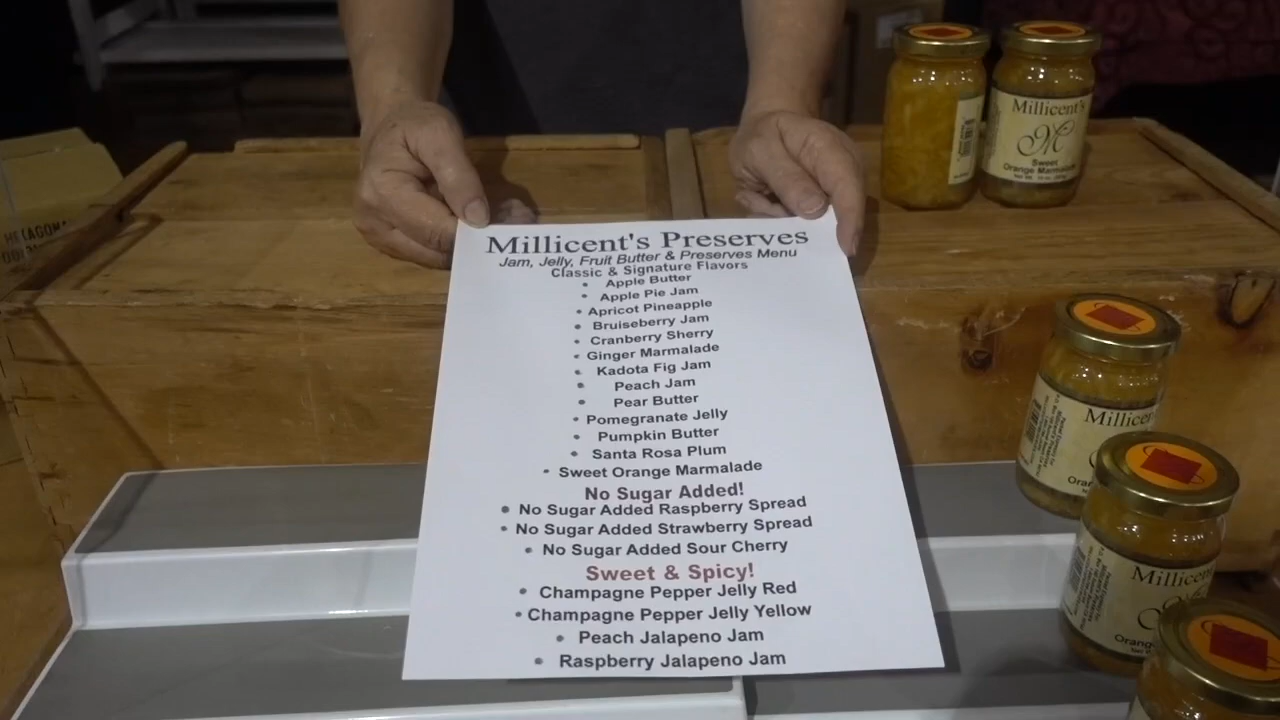 Millicent's Preserves
Jam, Jelly, Fruit Butter & Preserves Menu
Classic & Signature Flavors
• Apple Butter
• Apple Pie Jam
• Apricot Pineapple
• Bruiseberry Jam
• Cranberry Sherry
• Ginger Marmalade
• Kadota Fig Jam
• Peach Jam
• Pear Butter
• Pomegranate Jelly
• Pumpkin Butter
• Santa Rosa Plum
• Sweet Orange Marmalade
No Sugar Added!
• No Sugar Added Raspberry Spread
• No Sugar Added Strawberry Spread
• No Sugar Added Sour Cherry
Sweet & Spicy!
• Champagne Pepper Jelly Red
• Champagne Pepper Jelly Yellow
• Peach Jalapeno Jam
• Raspberry Jalapeno Jam
Millicent's
M
Sweet
Orange Marmalade
Millicen
Oran
Millicen
Orang